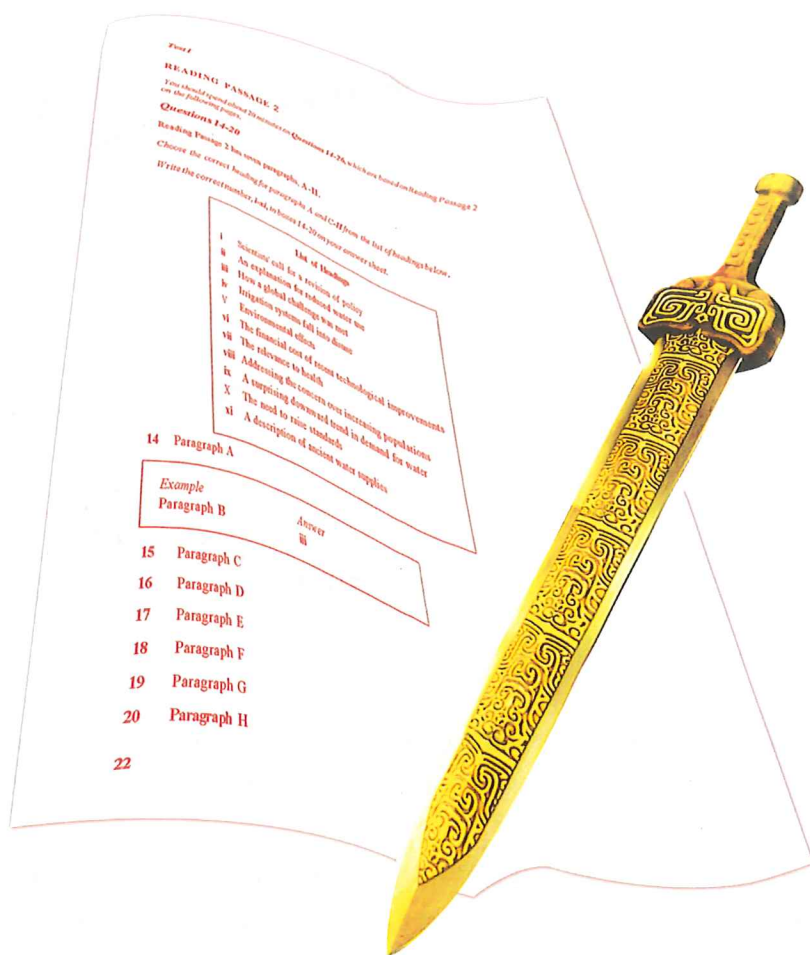 Test 1
READING PASSAGE 2
You should spend about 20 minutes on Questions 14-26, which are based on Reading Passage 2
on the following pages.
Questions 14-20
Reading Passage 2 has seven paragraphs, A-H.
Choose the correct heading for paragraphs A and C-H from the list of headings below.
Write the correct number, i-xi, in boxes 14-20 on your answer sheet.
List of Headings
i Scientists' call for a revision of policy
ii An explanation for reduced water use
iii How a global challenge was met
iv Irrigation systems fall into disuse
V Environmental effects
vi The financial cost of recent technological improvements
vii The relevance to health
viii Addressing the concern over increasing populations
ix A surprising downward trend in demand for water
X The need to raise standards
xi A description of ancient water supplies
14 Paragraph A
Example Answer
Paragraph B iii
15 Paragraph C
16 Paragraph D
17 Paragraph E
18 Paragraph F
19 Paragraph G
20 Paragraph H
22